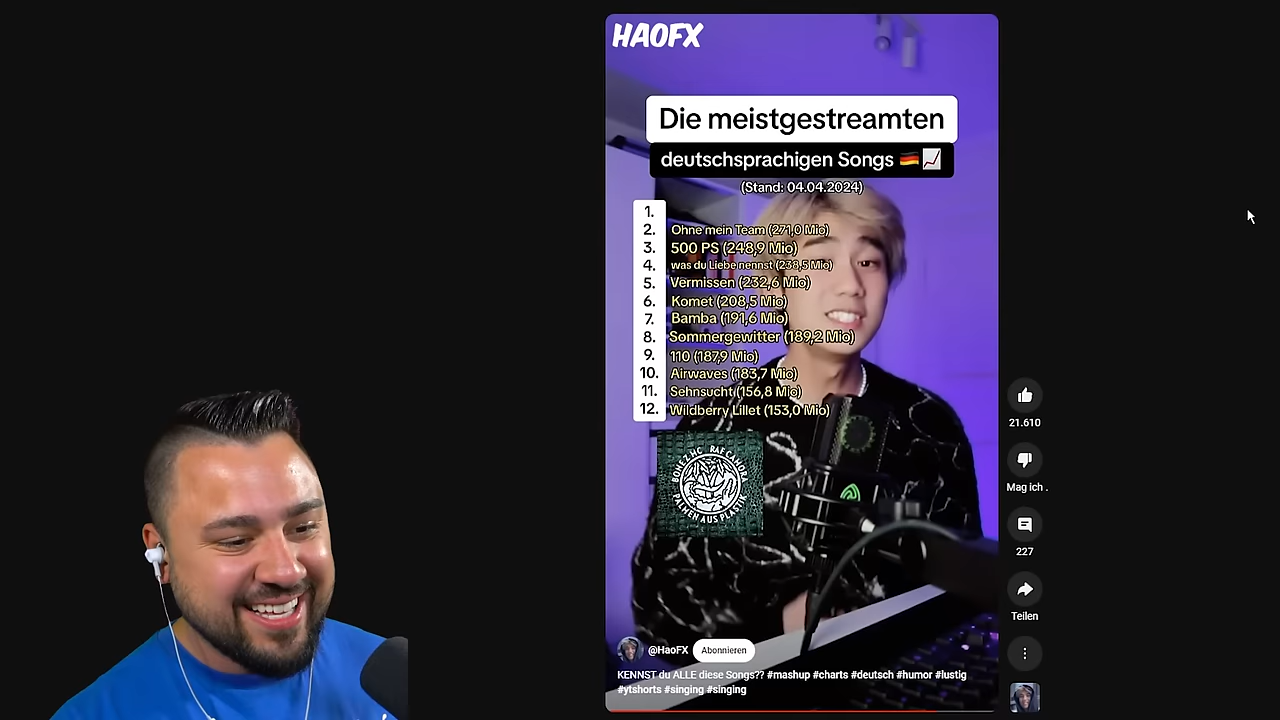 HAOFX
Die meistgestreamten
deutschsprachigen Songs 🇩🇪📈
(Stand: 04.04.2024)
1.
2. Ohne mein Team (271,0 Mio)
3. 500 PS (248,9 Mio)
4. was du Liebe nennst (238,5 Mio)
5. Vermissen (232,6 Mio)
6. Komet (208,5 Mio)
7. Bamba (191,6 Mio)
8. Sommergewitter (189,2 Mio)
9. 110 (187,9 Mio)
10. Airwaves (183,7 Mio)
11. Sehnsucht (156,8 Mio)
12. Wildberry Lillet (153,0 Mio)
BONEZ MC RAF CAMORA
PALMEN AUS PLASTIK
21.610
Mag ich .
227
Teilen
@HaoFX Abonnieren
KENNST du ALLE diese Songs?? #mashup #charts #deutsch #humor #lustig
#ytshorts #singing #singing